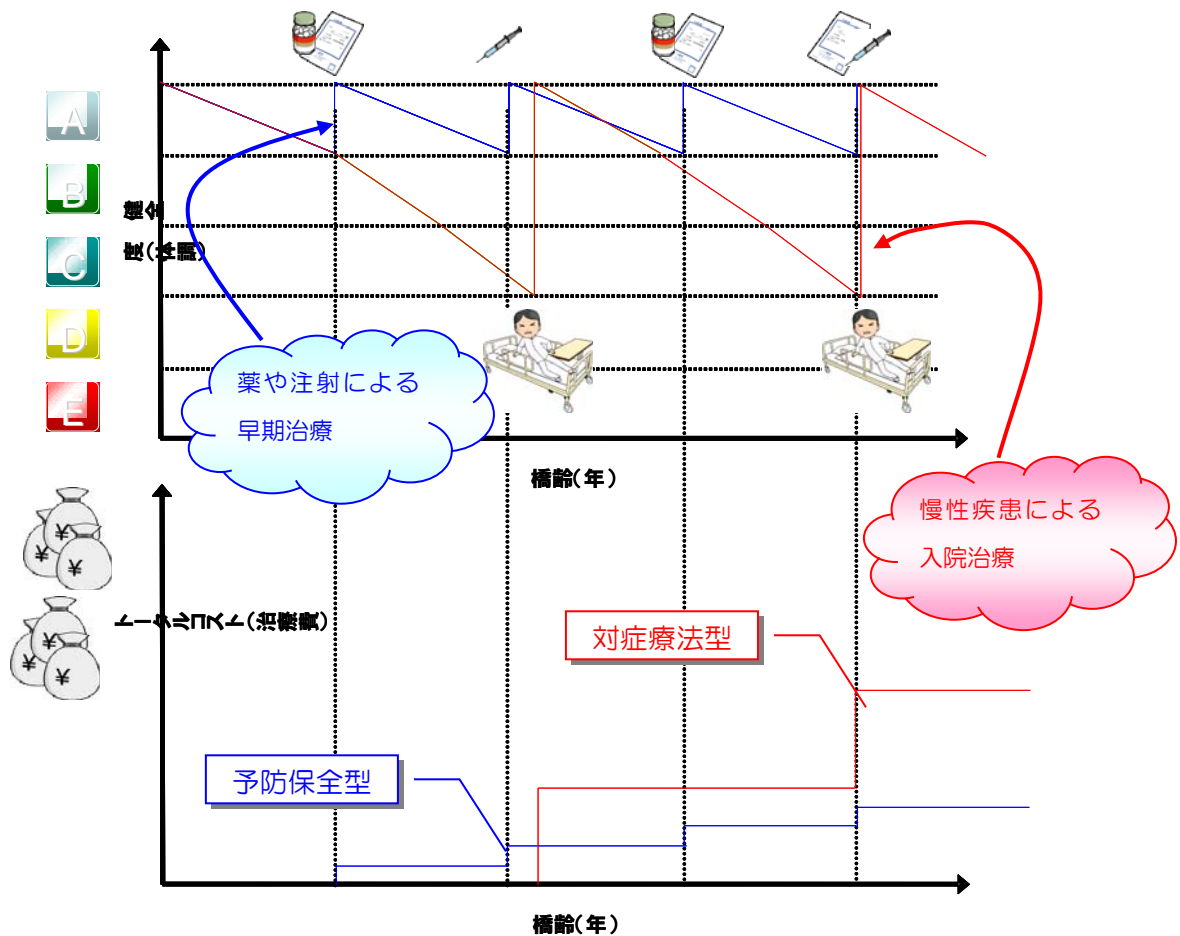 A
B
C
D
E
健全
度(体調)
薬や注射による
早期治療
橋齢(年)
慢性疾患による
入院治療
¥
¥
¥
¥
トータルコスト(治療費)
対症療法型
予防保全型
橋齢(年)